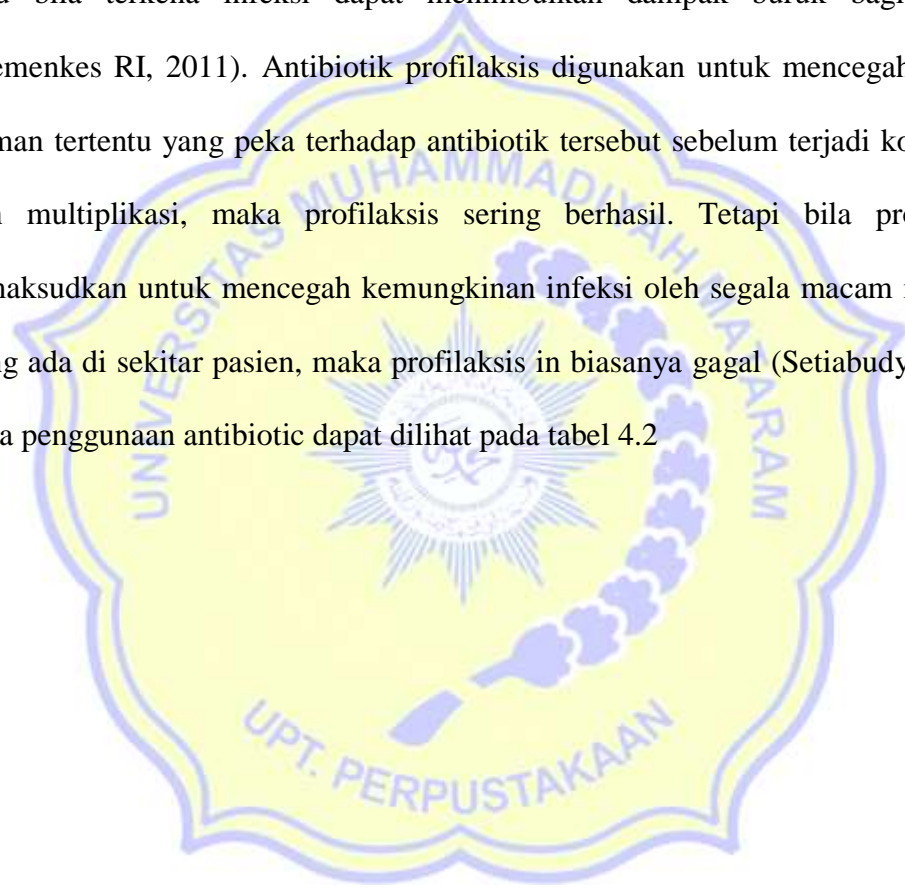 bila terkena infeksi dapat menimbulkan dampak buruk
emenkes RI, 2011). Antibiotik profilaksis digunakan untuk mencegah
man tertentu yang peka terhadap antibiotik tersebut sebelum terjadi ko
multiplikasi, maka profilaksis sering berhasil. Tetapi bila pr
naksudkan untuk mencegah kemungkinan infeksi oleh segala macam
ng ada di sekitar pasien, maka profilaksis in biasanya gagal (Setiabudy
a penggunaan antibiotic dapat dilihat pada tabel 4.2
UNIVERSITAS MUHAMMADIYAH MATARAM
UPT. PERPUSTAKAAN